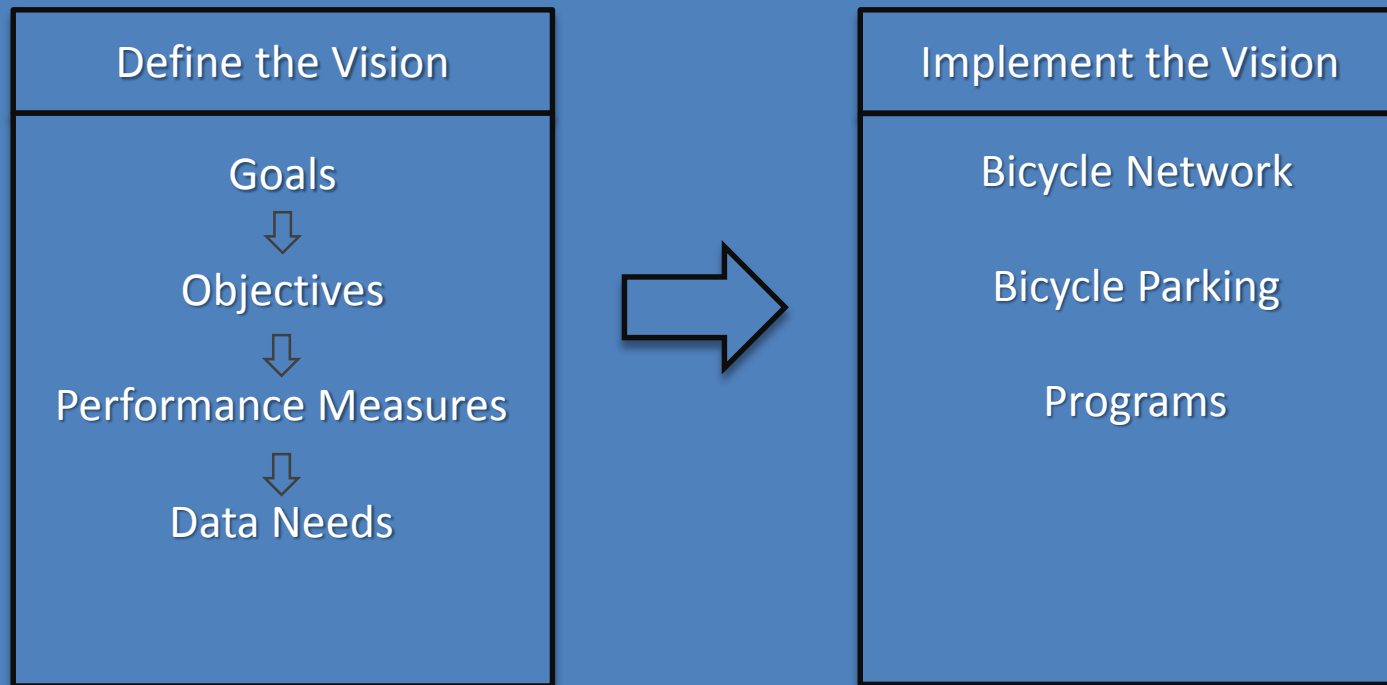 Define the Vision
Goals
Objectives
Performance Measures
Data Needs
Implement the Vision
Bicycle Network
Bicycle Parking
Programs